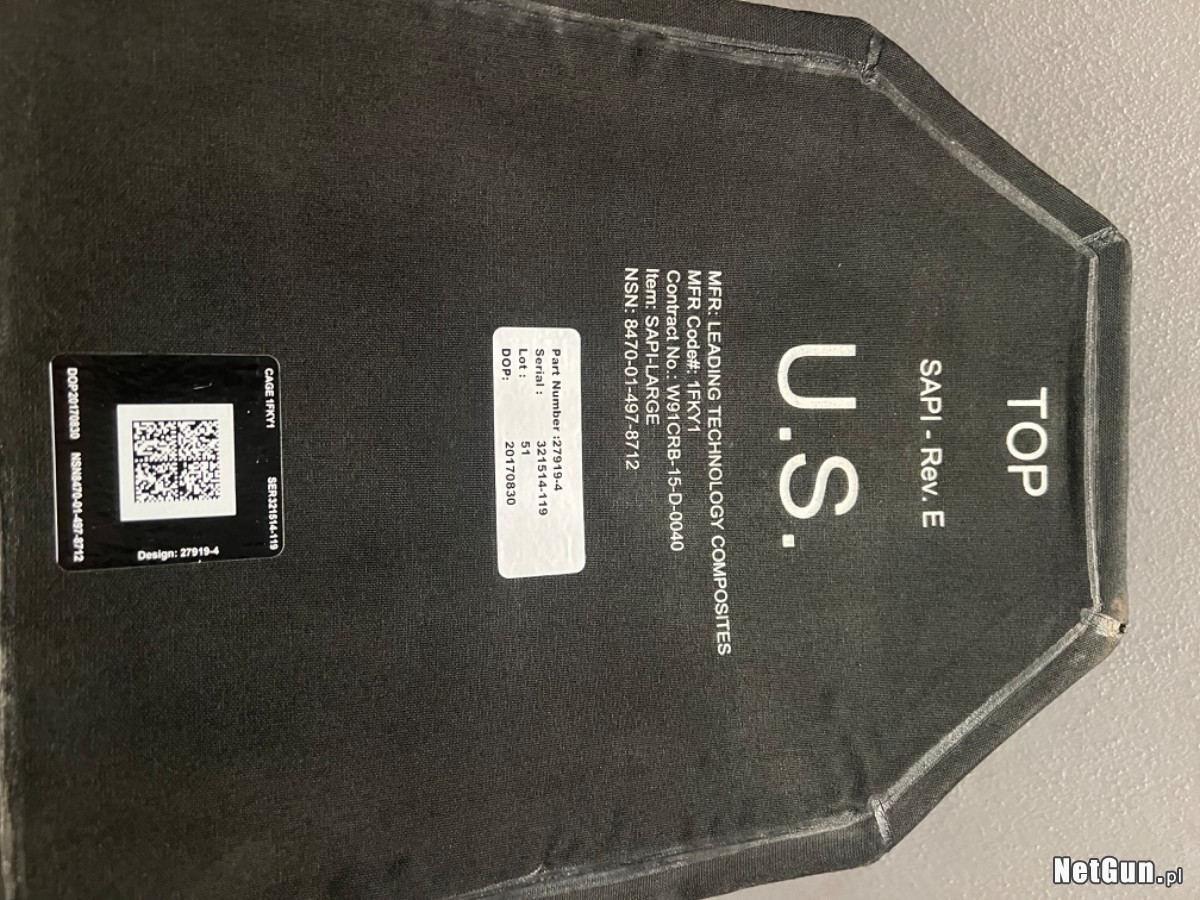 TOP
SAPI - Rev. E
U.S.
MFR: LEADING TECHNOLOGY COMPOSITES
MFR Code#: 1FKY1
Contract No.: W91CRB-15-D-0040
Item: SAPI-LARGE
NSN: 8470-01-497-8712
Part Number :27919-4
Serial : 321514-119
Lot : 51
DOP: 20170830
CAGE 1FKY1 SER321514-119
Design: 27919-4
DOP20170830 NSN8470-01-497-8712
NetGun.pl